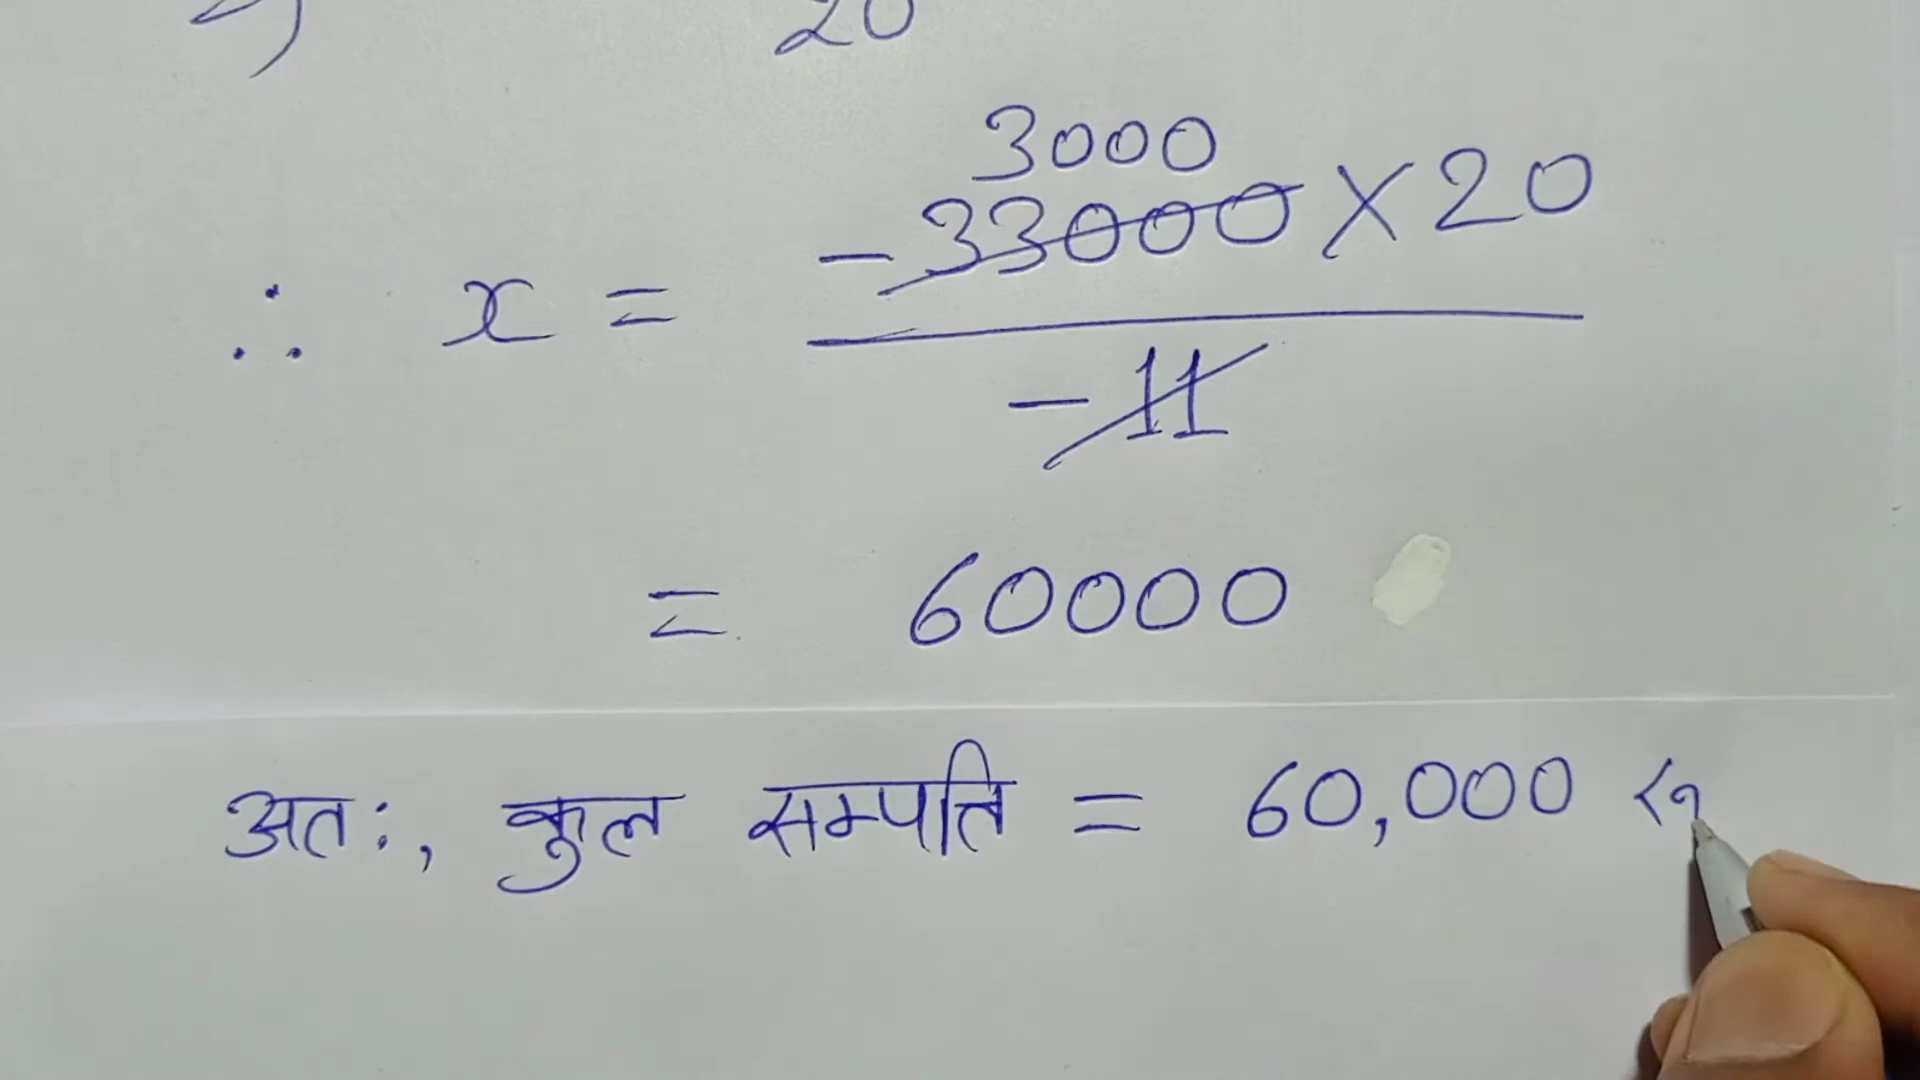 20
3000
∴ x = -33000 × 20
-11
= 60000
अतः, कुल सम्पत्ति = 60,000 रु